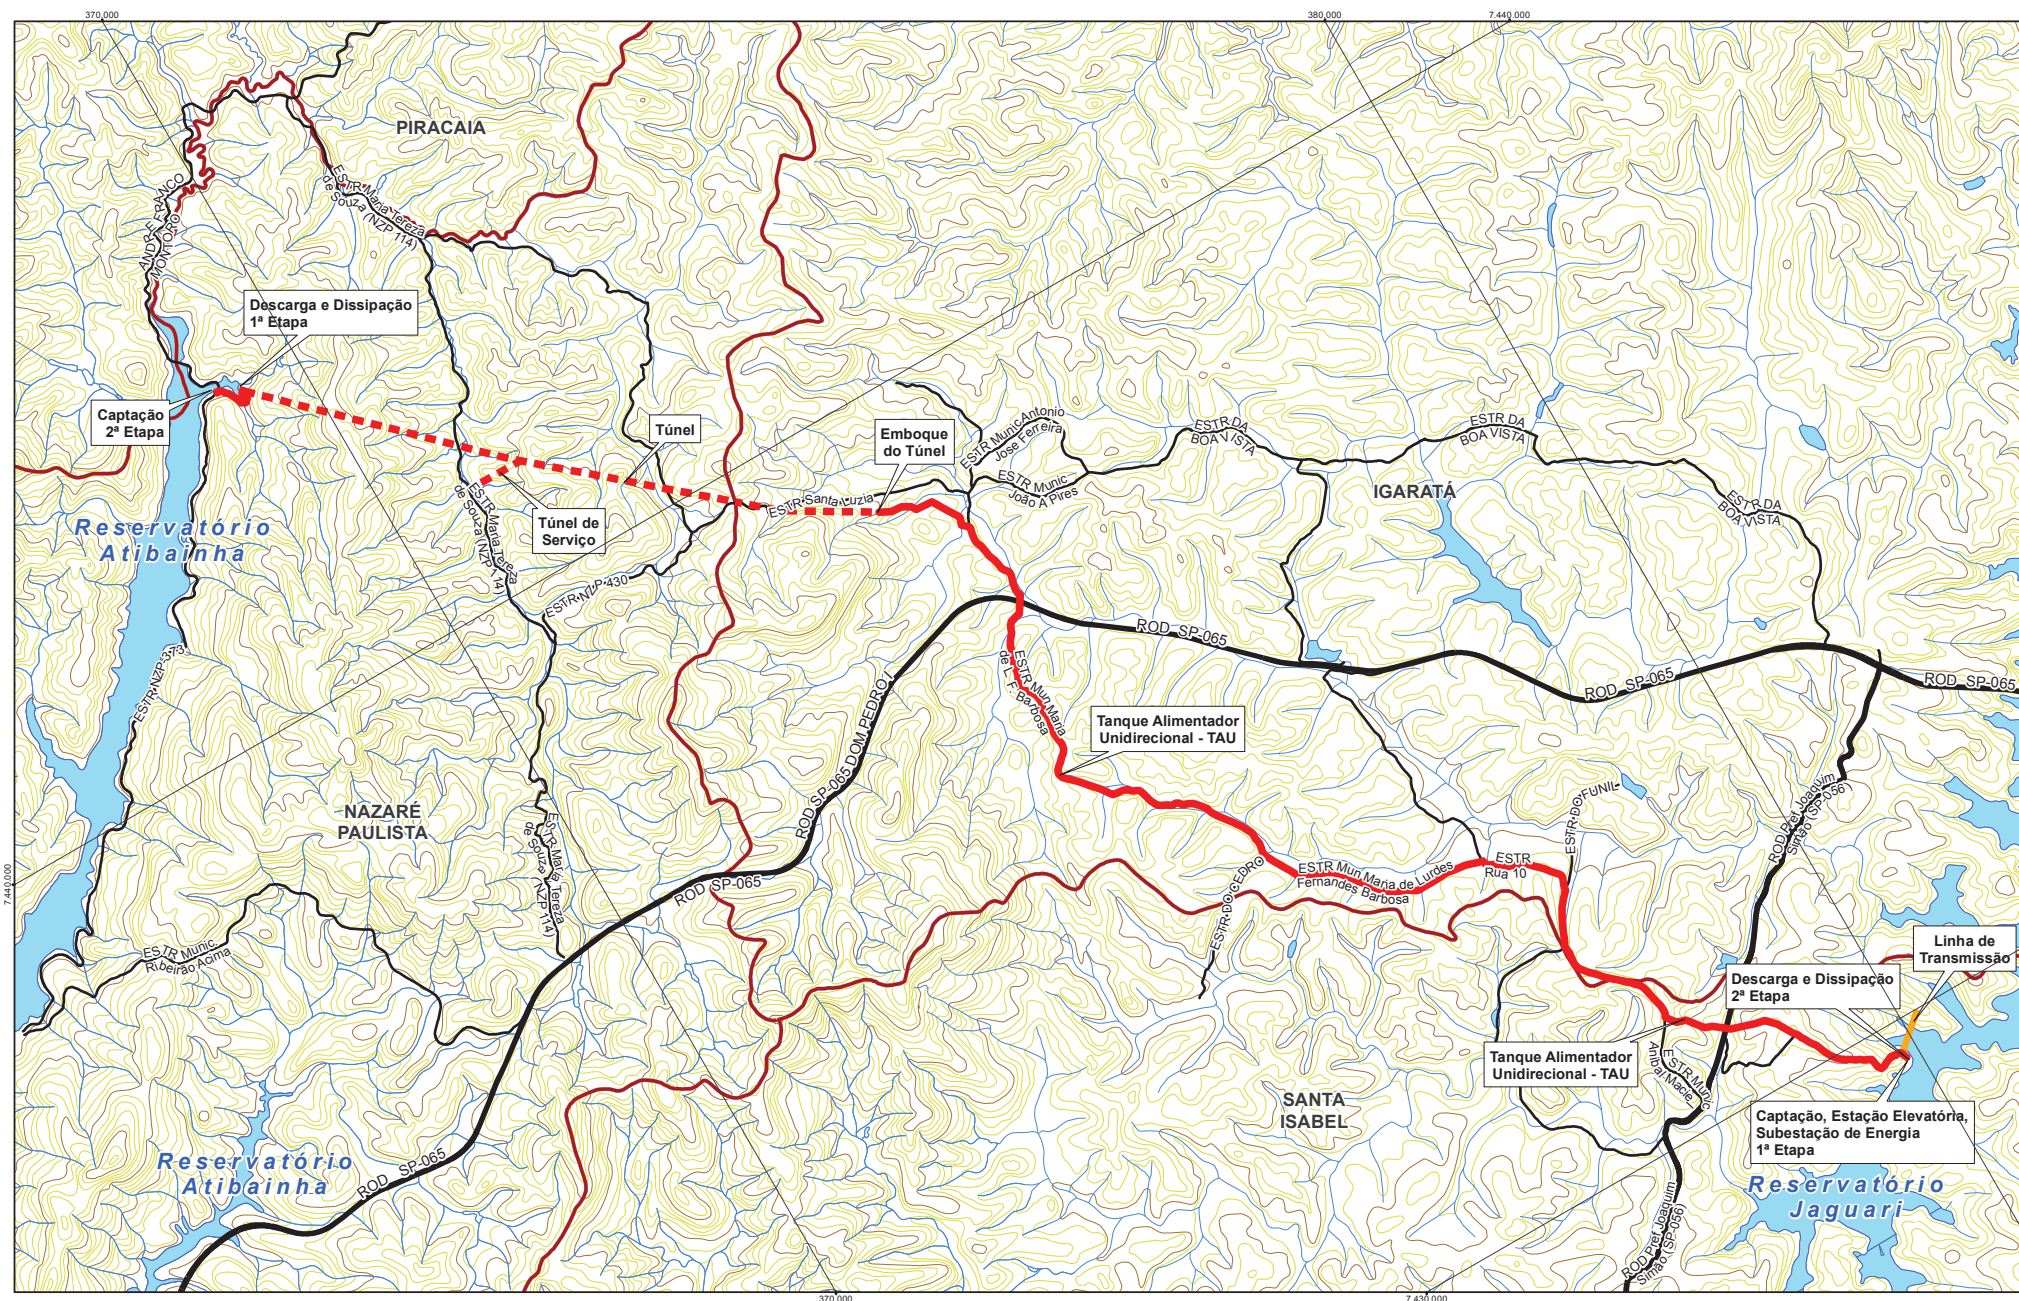 370.000
380.000
7.440.000
PIRACAIA
ANDRE FRANCO
MONTORO
ESTR Maria Tereza
de Souza (NZP 114)
Descarga e Dissipação
1ª Etapa
Captação
2ª Etapa
Túnel
Emboque
do Túnel
ESTR Munic Antonio
Jose Ferreira
ESTR Munic
João A Pires
ESTR DA
BOA VISTA
ESTR DA
BOA VISTA
ESTR DA
BOA VISTA
IGARATÁ
ESTR Santa Luzia
Túnel de
Serviço
ESTR Maria Tereza
de Souza (NZP 114)
Reservatório
Atibainha
ESTR NZP 430
ESTR NZP-373
ROD SP-065
ROD SP-065
ROD SP-065
ESTR Mun Maria
de L. F. Barbosa
ROD SP-065 DOM PEDRO I
Tanque Alimentador
Unidirecional - TAU
NAZARÉ
PAULISTA
ESTR Maria Tereza
de Souza NZP 114
ROD Pref Joaquim
Simão (SP-056)
ESTR DO FUNIL
7.440.000
ROD SP-065
ESTR DO CEDRO
ESTR Mun Maria de Lurdes
Fernandes Barbosa
ESTR
Rua 10
ESTR Munic.
Ribeirão Acima
Linha de
Transmissão
Descarga e Dissipação
2ª Etapa
Tanque Alimentador
Unidirecional - TAU
ESTR Munic
Anibal Maciel
SANTA
ISABEL
Captação, Estação Elevatória,
Subestação de Energia
1ª Etapa
Reservatório
Atibainha
ROD SP-065
Reservatório
Jaguari
ROD Pref Joaquim
Simão (SP-056)
370.000
7.430.000